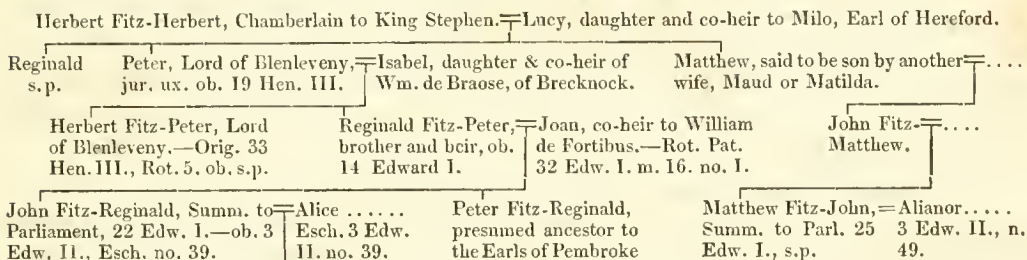 Herbert Fitz-Herbert, Chamberlain to King Stephen.=Lucy, daughter and co-heir to Milo, Earl of Hereford.
Reginald s.p.
Peter, Lord of Blenleveny,=Isabel, daughter & co-heir of
jur. ux. ob. 19 Hen. III. Wm. de Braose, of Brecknock.
Matthew, said to be son by another=....
wife, Maud or Matilda.
Herbert Fitz-Peter, Lord
of Blenleveny.—Orig. 33
Hen. III., Rot. 5. ob. s.p.
Reginald Fitz-Peter,=Joan, co-heir to William
brother and heir, ob. de Fortibus.—Rot. Pat.
14 Edward I. 32 Edw. I. m. 16. no. I.
John Fitz-=....
Matthew.
John Fitz-Reginald, Summ. to=Alice ......
Parliament, 22 Edw. I.—ob. 3 Esch. 3 Edw.
Edw. II., Esch. no. 39. II. no. 39.
Peter Fitz-Reginald,
presumed ancestor to
the Earls of Pembroke
Matthew Fitz-John,=Alianor.....
Summ. to Parl. 25 3 Edw. II., n.
Edw. I., s.p. 49.